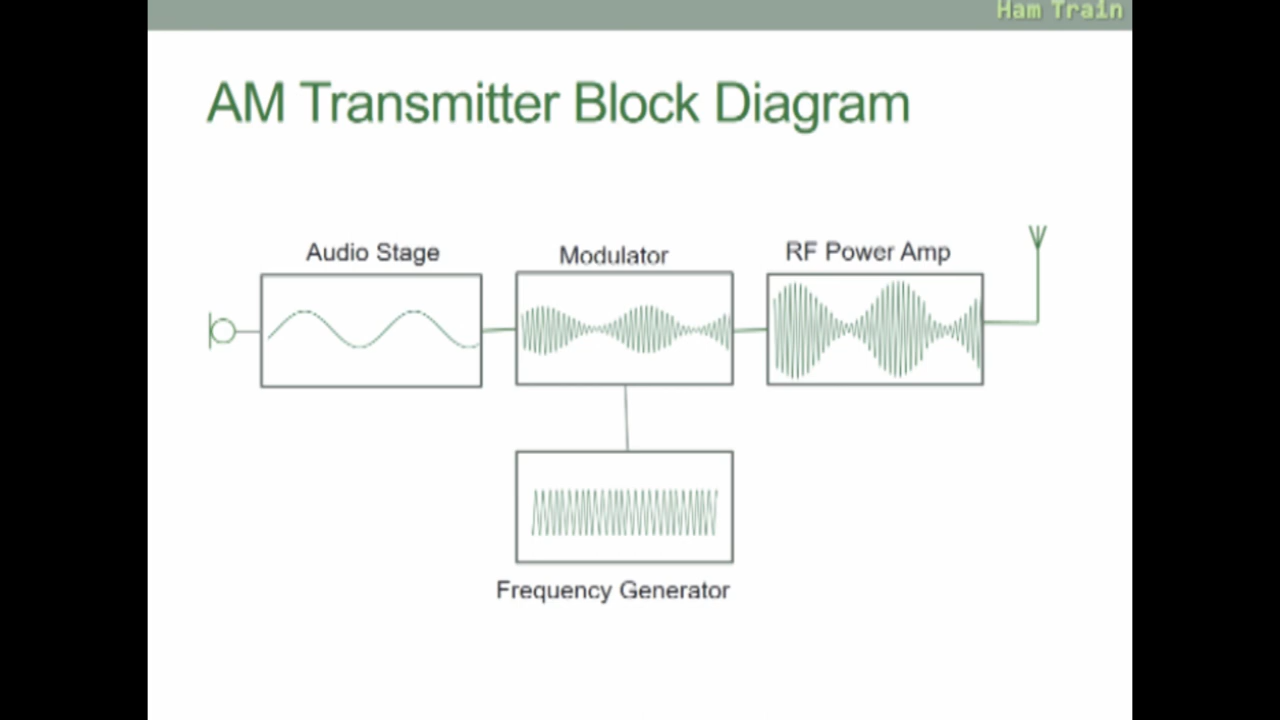 Ham Train
AM Transmitter Block Diagram
Audio Stage
Modulator
RF Power Amp
Frequency Generator